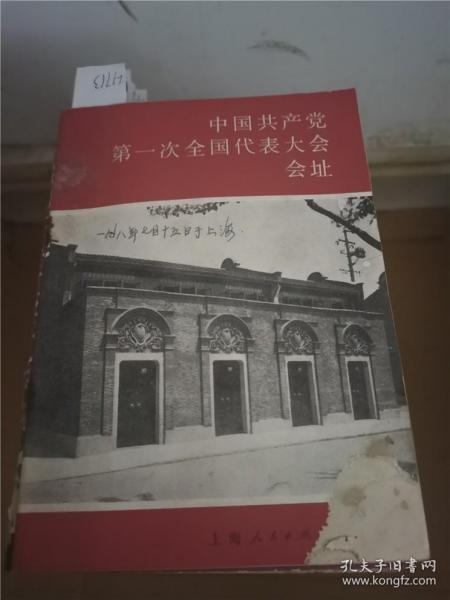 4713
中国共产党
第一次全国代表大会
会址
一九八年七月十五日于上海.
上海人民出
孔夫子旧书网
www.kongfz.com